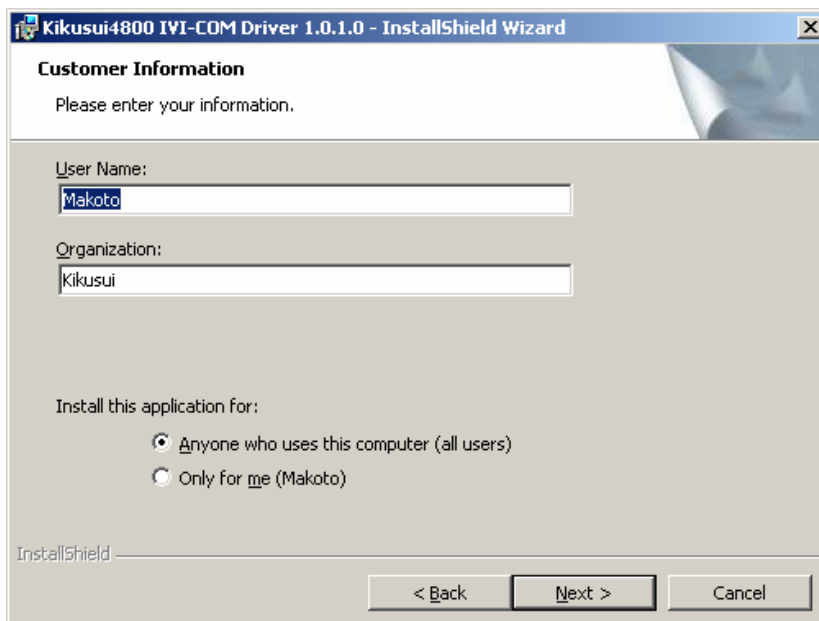 Kikusui4800 IVI-COM Driver 1.0.1.0 - InstallShield Wizard
Customer Information
Please enter your information.
User Name:
Makoto
Organization:
Kikusui
Install this application for:
Anyone who uses this computer (all users)
Only for me (Makoto)
InstallShield
< Back Next > Cancel